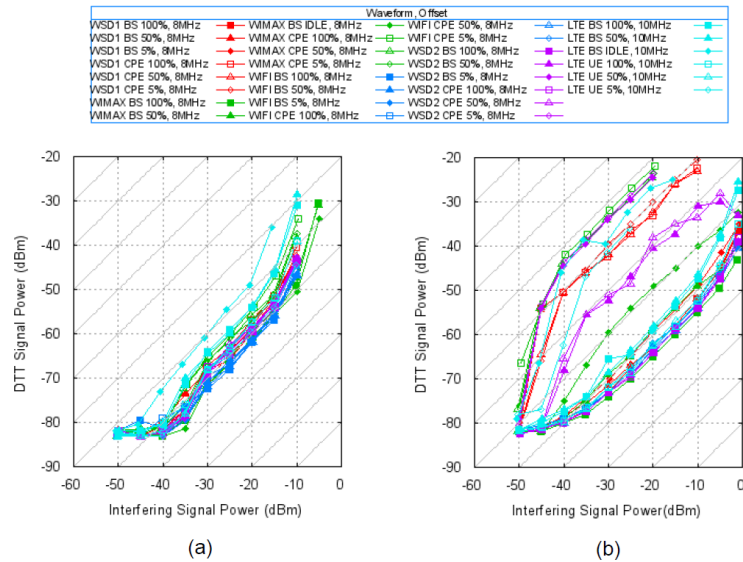 Waveform, Offset
WSD1 BS 100%, 8MHz WIMAX BS IDLE, 8MHz WIFI CPE 50%, 8MHz LTE BS 100%, 10MHz
WSD1 BS 50%, 8MHz WIMAX CPE 100%, 8MHz WIFI CPE 5%, 8MHz LTE BS 50%, 10MHz
WSD1 BS 5%, 8MHz WIMAX CPE 50%, 8MHz WSD2 BS 100%, 8MHz LTE BS IDLE, 10MHz
WSD1 CPE 100%, 8MHz WIMAX CPE 5%, 8MHz WSD2 BS 50%, 8MHz LTE UE 100%, 10MHz
WSD1 CPE 50%, 8MHz WIFI BS 100%, 8MHz WSD2 BS 5%, 8MHz LTE UE 50%, 10MHz
WSD1 CPE 5%, 8MHz WIFI BS 50%, 8MHz WSD2 CPE 100%, 8MHz LTE UE 5%, 10MHz
WIMAX BS 100%, 8MHz WIFI BS 5%, 8MHz WSD2 CPE 50%, 8MHz
WIMAX BS 50%, 8MHz WIFI CPE 100%, 8MHz WSD2 CPE 5%, 8MHz
DTT Signal Power (dBm)
-20
-30
-40
-50
-60
-70
-80
-90
-60 -50 -40 -30 -20 -10 0
Interfering Signal Power (dBm)
(a)
DTT Signal Power (dBm)
-20
-30
-40
-50
-60
-70
-80
-90
-60 -50 -40 -30 -20 -10 0
Interfering Signal Power(dBm)
(b)